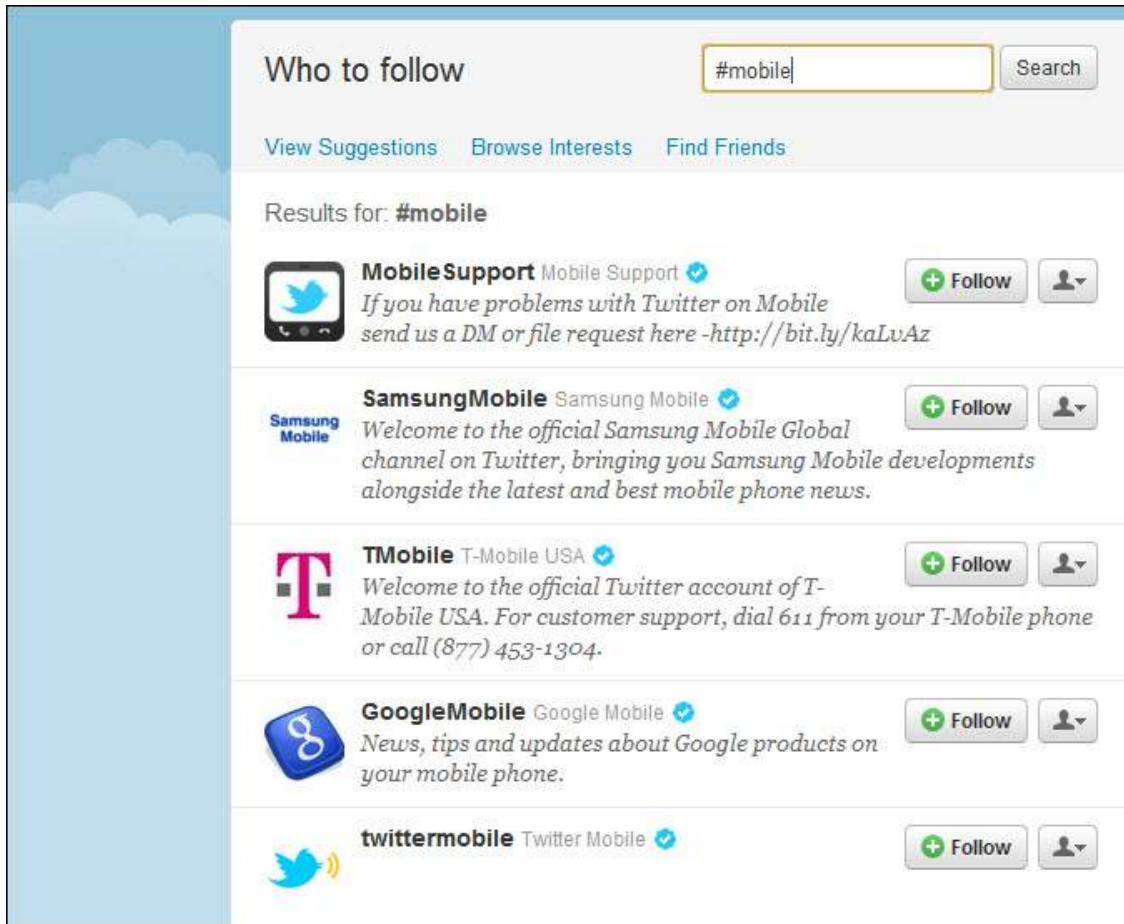 Who to follow
#mobile
Search
View Suggestions Browse Interests Find Friends
Results for: #mobile
MobileSupport Mobile Support
Follow
If you have problems with Twitter on Mobile
send us a DM or file request here -http://bit.ly/kaLvAz
Samsung
Mobile
SamsungMobile Samsung Mobile
Follow
Welcome to the official Samsung Mobile Global
channel on Twitter, bringing you Samsung Mobile developments
alongside the latest and best mobile phone news.
T
TMobile T-Mobile USA
Follow
Welcome to the official Twitter account of T-
Mobile USA. For customer support, dial 611 from your T-Mobile phone
or call (877) 453-1304.
g
GoogleMobile Google Mobile
Follow
News, tips and updates about Google products on
your mobile phone.
twittermobile Twitter Mobile
Follow